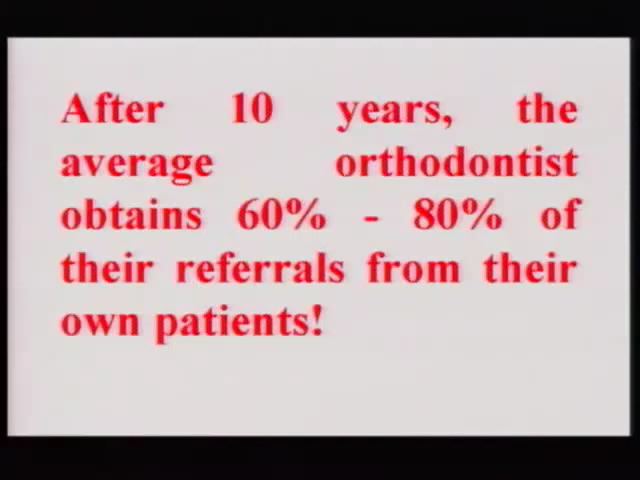 After 10 years, the
average orthodontist
obtains 60% - 80% of
their referrals from their
own patients!